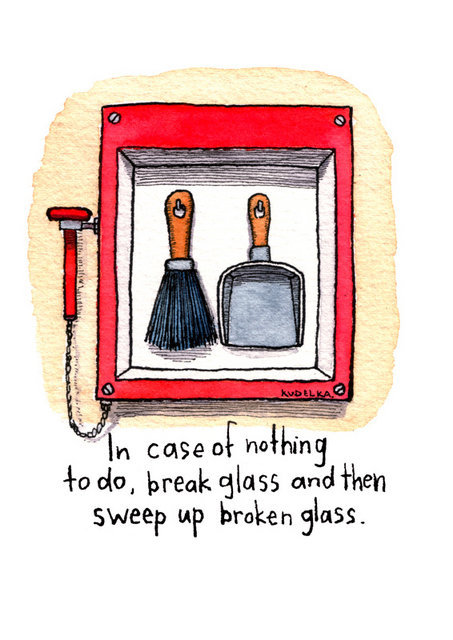 KUDELKA
In case of nothing
to do, break glass and then
sweep up broken glass.